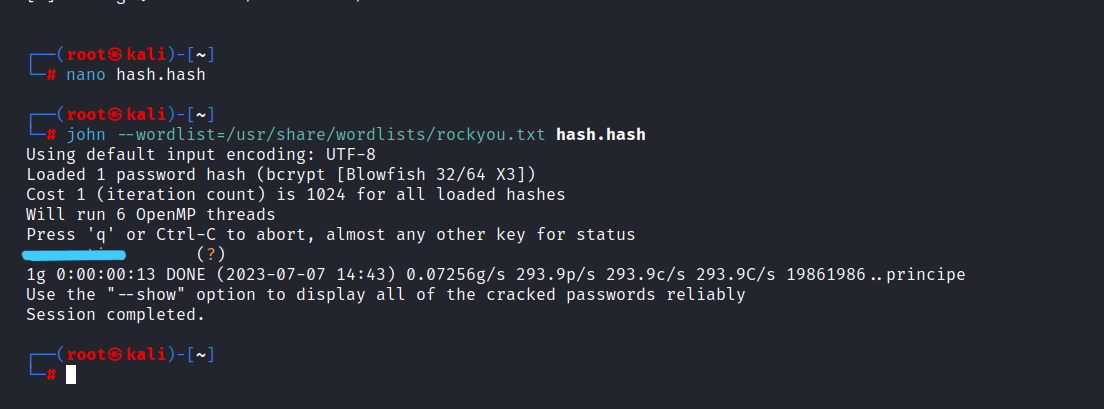 ┌──(root㉿kali)-[~]
└─# nano hash.hash
┌──(root㉿kali)-[~]
└─# john --wordlist=/usr/share/wordlists/rockyou.txt hash.hash
Using default input encoding: UTF-8
Loaded 1 password hash (bcrypt [Blowfish 32/64 X3])
Cost 1 (iteration count) is 1024 for all loaded hashes
Will run 6 OpenMP threads
Press 'q' or Ctrl-C to abort, almost any other key for status
(?)
1g 0:00:00:13 DONE (2023-07-07 14:43) 0.07256g/s 293.9p/s 293.9c/s 293.9C/s 19861986..principe
Use the "--show" option to display all of the cracked passwords reliably
Session completed.
┌──(root㉿kali)-[~]
└─#